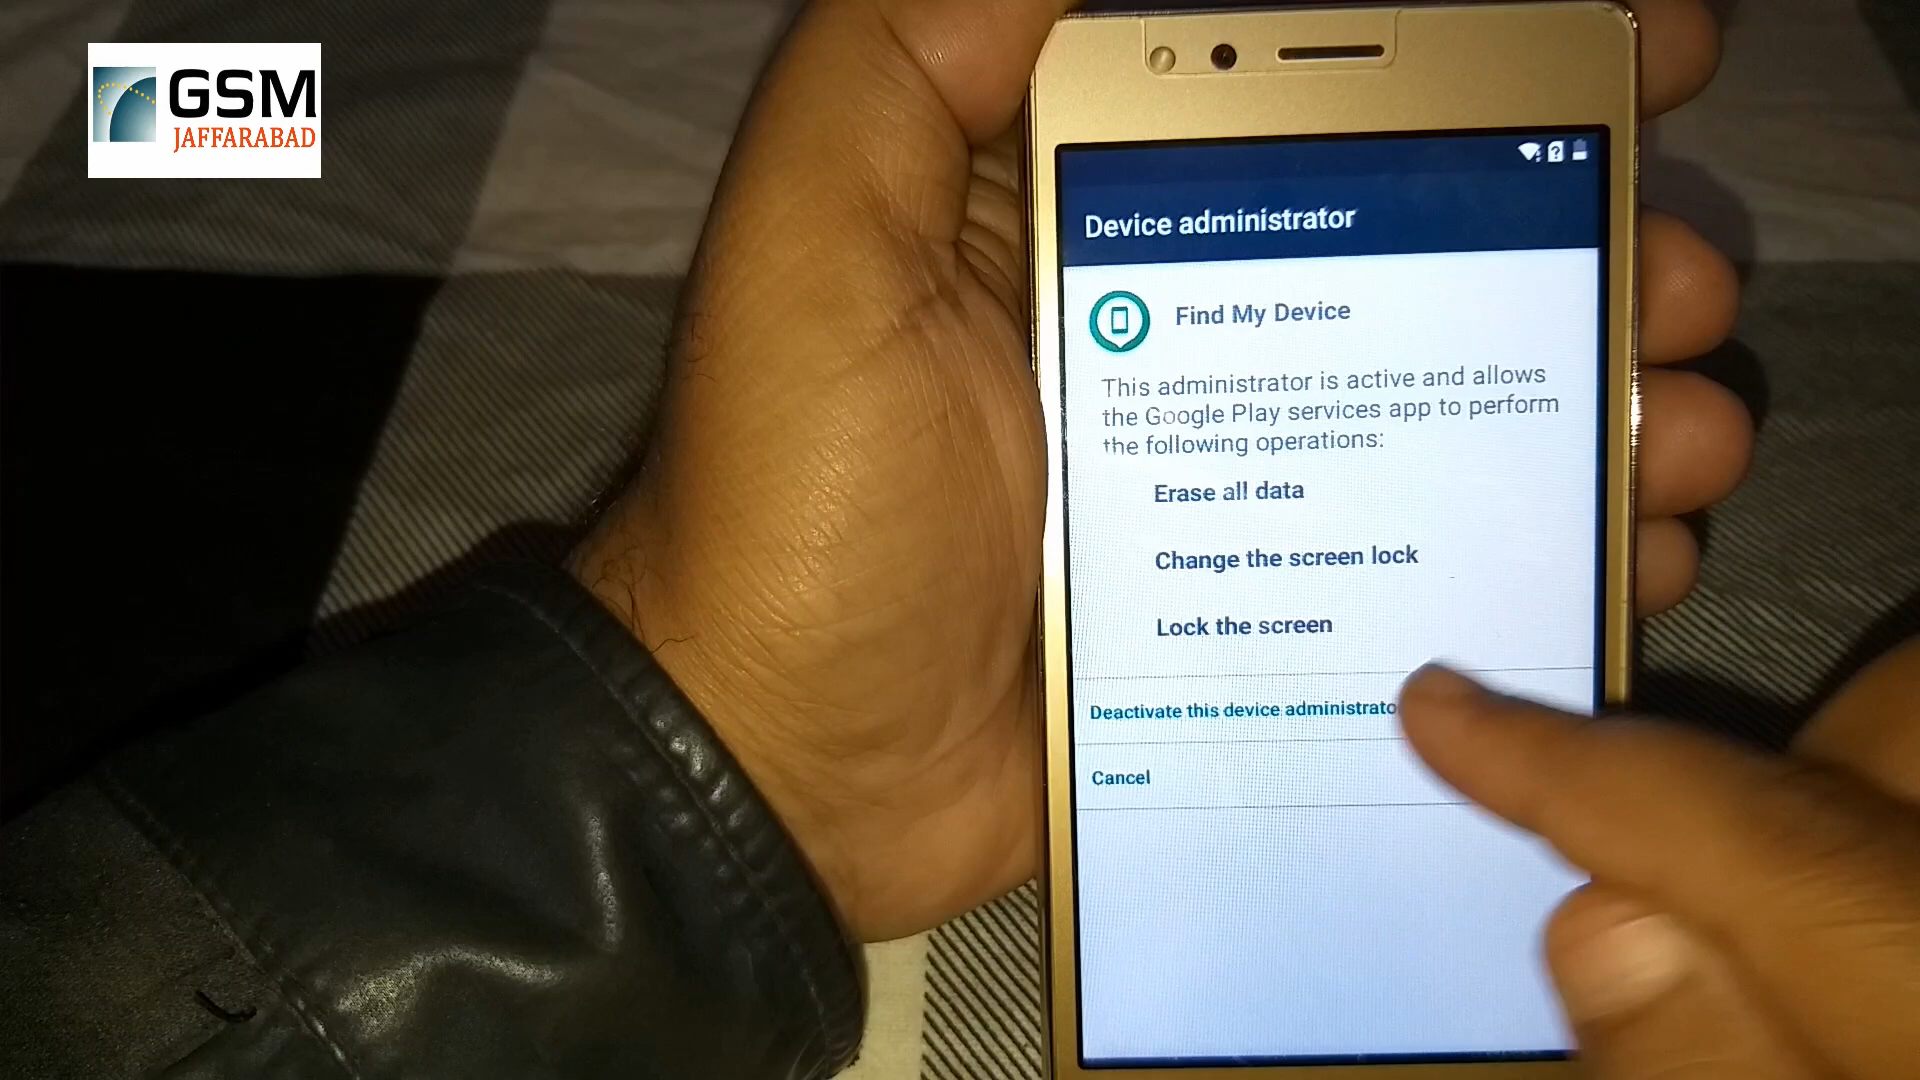 GSM
JAFFARABAD
Device administrator
Find My Device
This administrator is active and allows
the Google Play services app to perform
the following operations:
Erase all data
Change the screen lock
Lock the screen
Deactivate this device administrato
Cancel